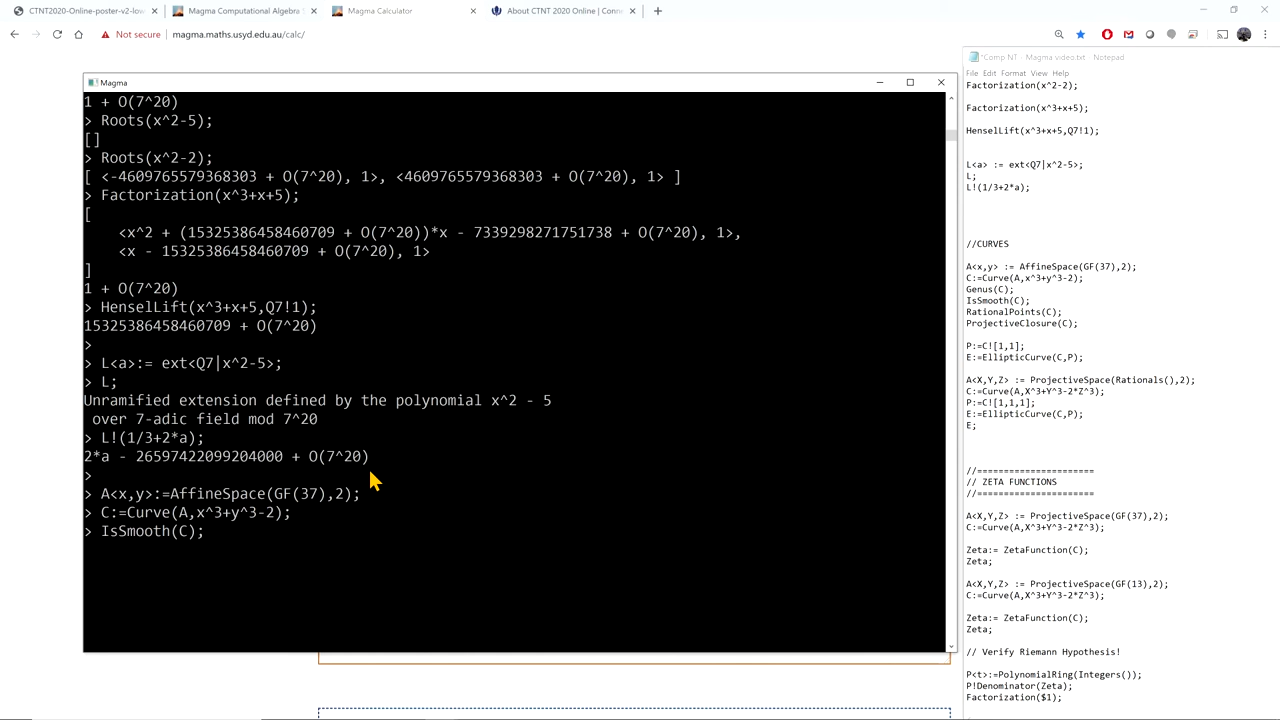 CTNT2020-Online-poster-v2-low
Magma Computational Algebra
Magma Calculator
About CTNT 2020 Online | Conne
Not secure | magma.maths.usyd.edu.au/calc/
Magma
1 + O(7^20)
> Roots(x^2-5);
[]
> Roots(x^2-2);
[ <-4609765579368303 + O(7^20), 1>, <4609765579368303 + O(7^20), 1> ]
> Factorization(x^3+x+5);
[
<x^2 + (15325386458460709 + O(7^20))*x - 7339298271751738 + O(7^20), 1>,
<x - 15325386458460709 + O(7^20), 1>
]
1 + O(7^20)
> HenselLift(x^3+x+5,Q7!1);
15325386458460709 + O(7^20)
>
> L<a>:= ext<Q7|x^2-5>;
> L;
Unramified extension defined by the polynomial x^2 - 5
over 7-adic field mod 7^20
> L!(1/3+2*a);
2*a - 26597422099204000 + O(7^20)
>
> A<x,y>:=AffineSpace(GF(37),2);
> C:=Curve(A,x^3+y^3-2);
> IsSmooth(C);
*Comp NT - Magma video.txt - Notepad
File Edit Format View Help
Factorization(x^2-2);
Factorization(x^3+x+5);
HenselLift(x^3+x+5,Q7!1);
L<a> := ext<Q7|x^2-5>;
L;
L!(1/3+2*a);
//CURVES
A<x,y> := AffineSpace(GF(37),2);
C:=Curve(A,x^3+y^3-2);
Genus(C);
IsSmooth(C);
RationalPoints(C);
ProjectiveClosure(C);
P:=C![1,1];
E:=EllipticCurve(C,P);
A<X,Y,Z> := ProjectiveSpace(Rationals(),2);
C:=Curve(A,X^3+Y^3-2*Z^3);
P:=C![1,1,1];
E:=EllipticCurve(C,P);
E;
//======================
// ZETA FUNCTIONS
//======================
A<X,Y,Z> := ProjectiveSpace(GF(37),2);
C:=Curve(A,X^3+Y^3-2*Z^3);
Zeta:= ZetaFunction(C);
Zeta;
A<X,Y,Z> := ProjectiveSpace(GF(13),2);
C:=Curve(A,X^3+Y^3-2*Z^3);
Zeta:= ZetaFunction(C);
Zeta;
// Verify Riemann Hypothesis!
P<t>:=PolynomialRing(Integers());
P!Denominator(Zeta);
Factorization($1);